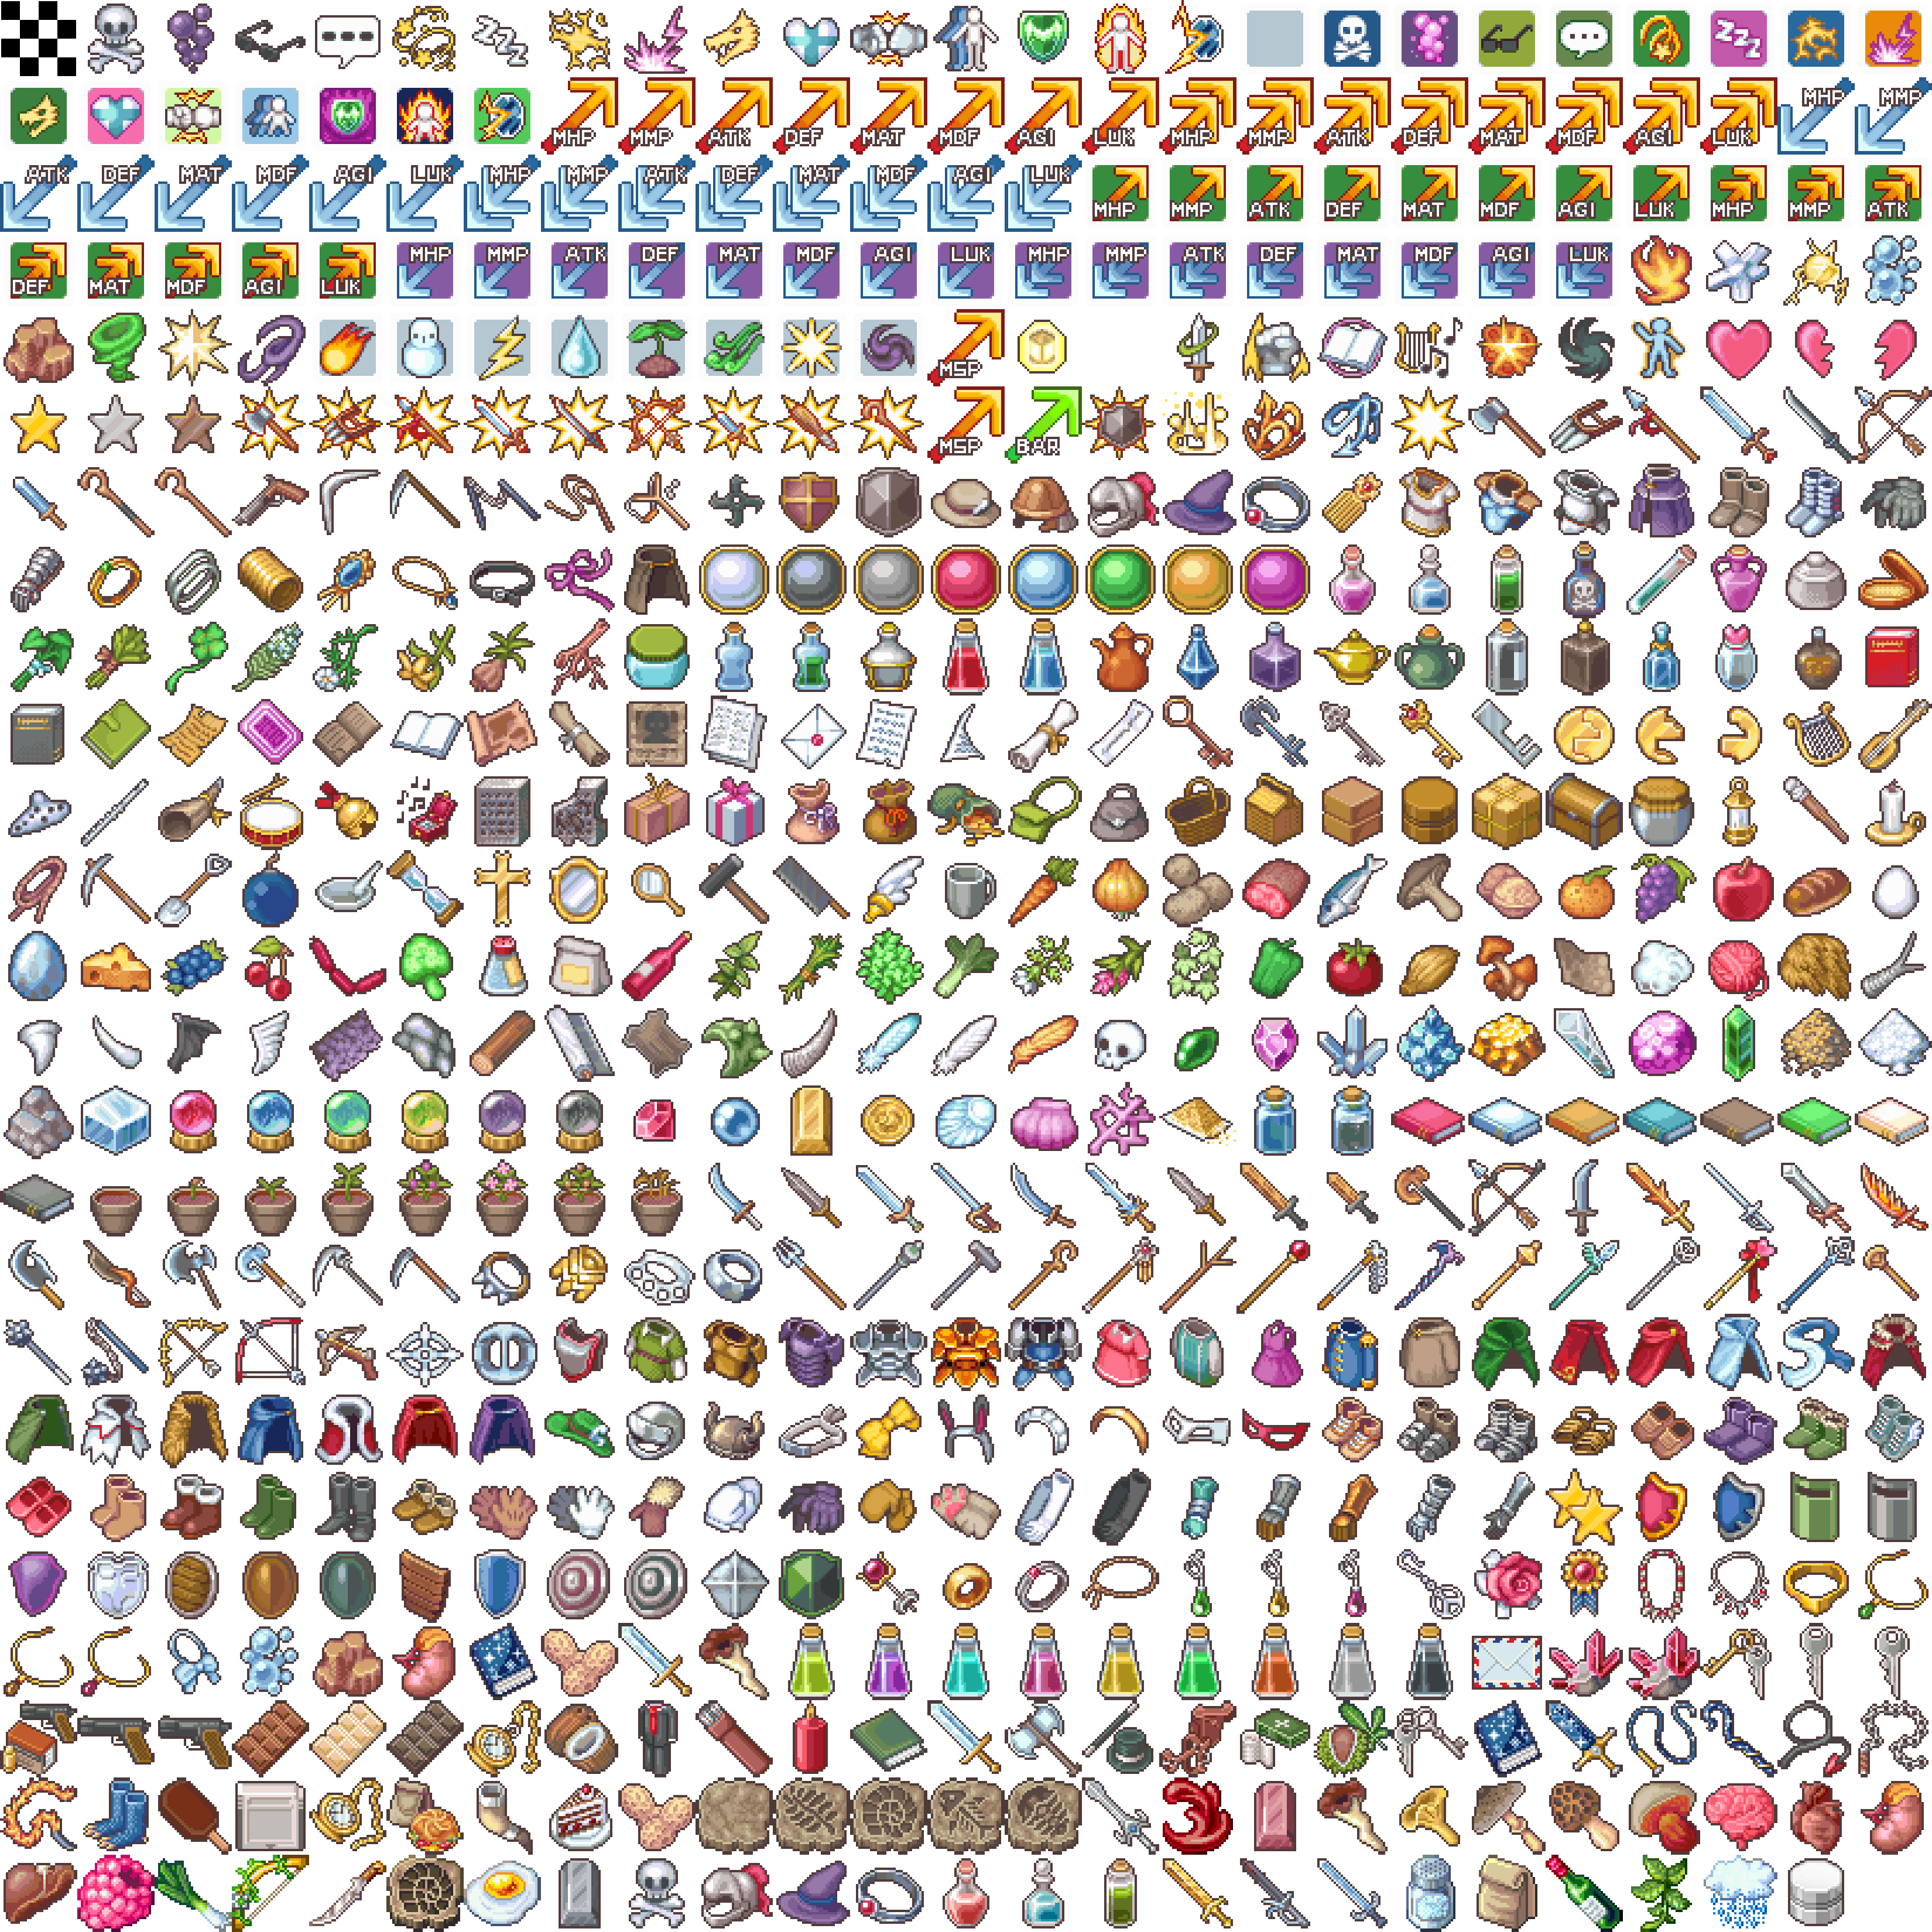 zzz zzz
MHP MMP ATK DEF MAT MDF AGI LUK MHP MMP ATK DEF MAT MDF AGI LUK MHP MMP
ATK DEF MAT MDF AGI LUK MHP MMP ATK DEF MAT MDF AGI LUK MHP MMP ATK DEF MAT MDF AGI LUK MHP MMP ATK
DEF MAT MDF AGI LUK MHP MMP ATK DEF MAT MDF AGI LUK MHP MMP ATK DEF MAT MDF AGI LUK
MSP
MSP BAR